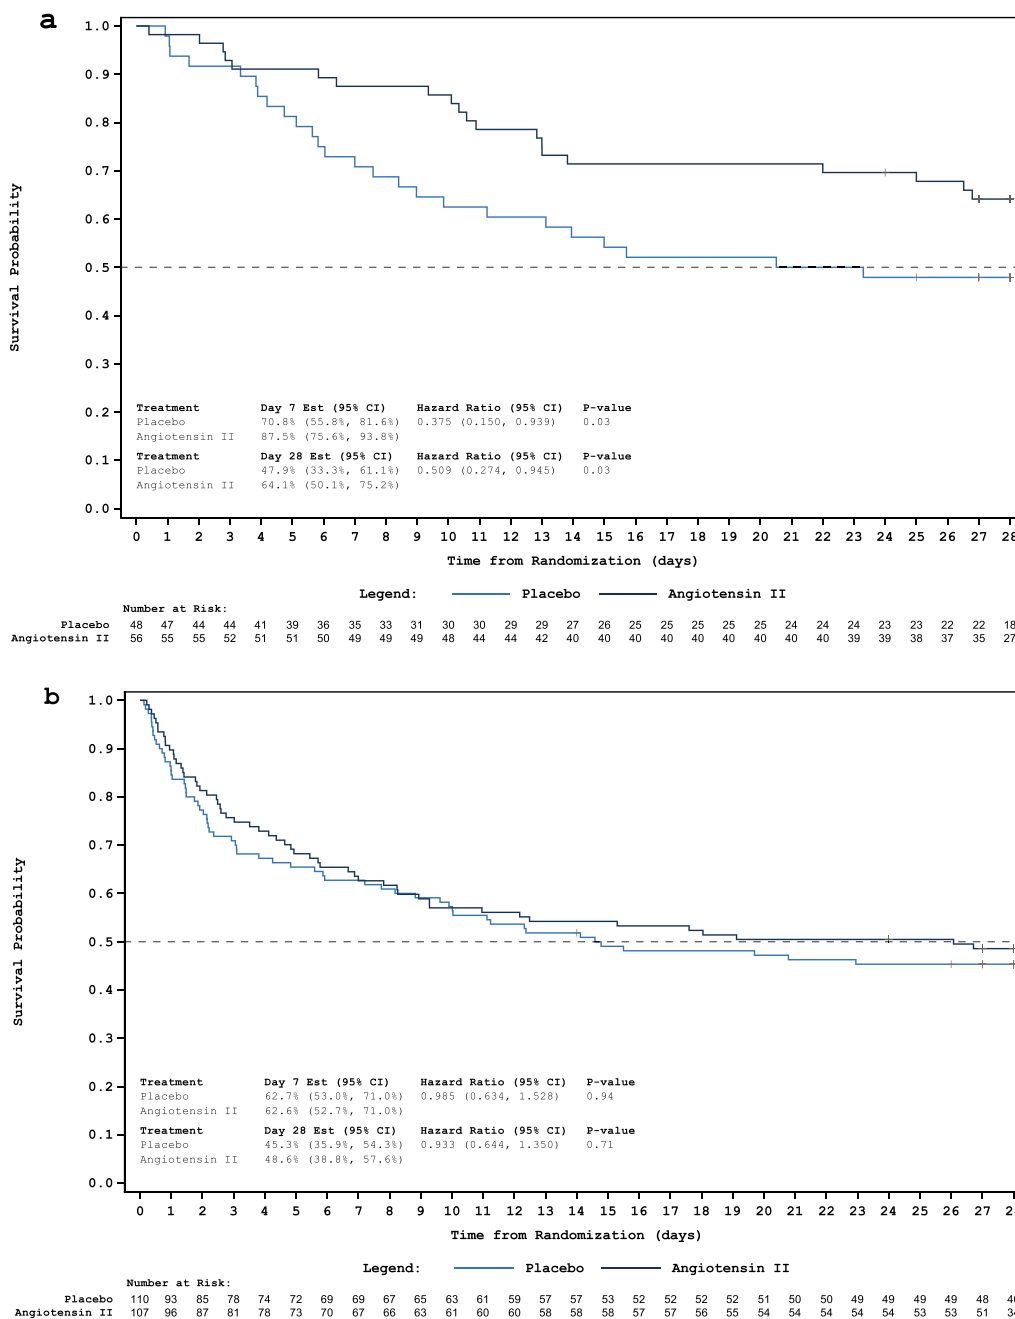 a
1.0
0.9
0.8
0.7
0.6
0.5
0.4
0.3
0.2
0.1
0.0
Survival Probability
Treatment Day 7 Est (95% CI) Hazard Ratio (95% CI) P-value
Placebo 70.8% (55.8%, 81.6%) 0.375 (0.150, 0.939) 0.03
Angiotensin II 87.5% (75.6%, 93.8%)
Treatment Day 28 Est (95% CI) Hazard Ratio (95% CI) P-value
Placebo 47.9% (33.3%, 61.1%) 0.509 (0.274, 0.945) 0.03
Angiotensin II 64.1% (50.1%, 75.2%)
0 1 2 3 4 5 6 7 8 9 10 11 12 13 14 15 16 17 18 19 20 21 22 23 24 25 26 27 28
Time from Randomization (days)
Legend: Placebo Angiotensin II
Number at Risk:
Placebo 48 47 44 44 41 39 36 35 33 31 30 30 29 29 27 26 25 25 25 25 25 24 24 24 23 23 22 22 18
Angiotensin II 56 55 55 52 51 51 50 49 49 49 48 44 44 42 40 40 40 40 40 40 40 40 40 39 39 38 37 35 27
b
1.0
0.9
0.8
0.7
0.6
0.5
0.4
0.3
0.2
0.1
0.0
Survival Probability
Treatment Day 7 Est (95% CI) Hazard Ratio (95% CI) P-value
Placebo 62.7% (53.0%, 71.0%) 0.985 (0.634, 1.528) 0.94
Angiotensin II 62.6% (52.7%, 71.0%)
Treatment Day 28 Est (95% CI) Hazard Ratio (95% CI) P-value
Placebo 45.3% (35.9%, 54.3%) 0.933 (0.644, 1.350) 0.71
Angiotensin II 48.6% (38.8%, 57.6%)
0 1 2 3 4 5 6 7 8 9 10 11 12 13 14 15 16 17 18 19 20 21 22 23 24 25 26 27 28
Time from Randomization (days)
Legend: Placebo Angiotensin II
Number at Risk:
Placebo 110 93 85 78 74 72 69 69 67 65 63 61 59 57 57 53 52 52 52 52 51 50 50 49 49 49 49 48 46
Angiotensin II 107 96 87 81 78 73 70 67 66 63 61 60 60 58 58 58 57 57 56 55 54 54 54 54 54 53 53 51 34